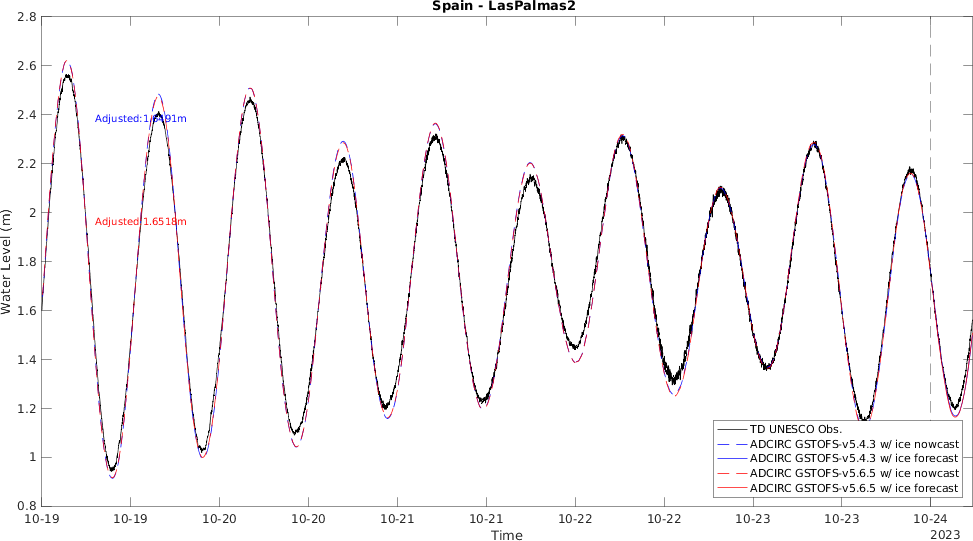 Spain - LasPalmas2
2.8
2.6
2.4
2.2
2
1.8
1.6
1.4
1.2
1
0.8
Water Level (m)
Adjusted:1.6491m
Adjusted:1.6518m
TD UNESCO Obs.
ADCIRC GSTOFS-v5.4.3 w/ ice nowcast
ADCIRC GSTOFS-v5.4.3 w/ ice forecast
ADCIRC GSTOFS-v5.6.5 w/ ice nowcast
ADCIRC GSTOFS-v5.6.5 w/ ice forecast
10-19 10-19 10-20 10-20 10-21 10-21 10-22 10-22 10-23 10-23 10-24
2023
Time